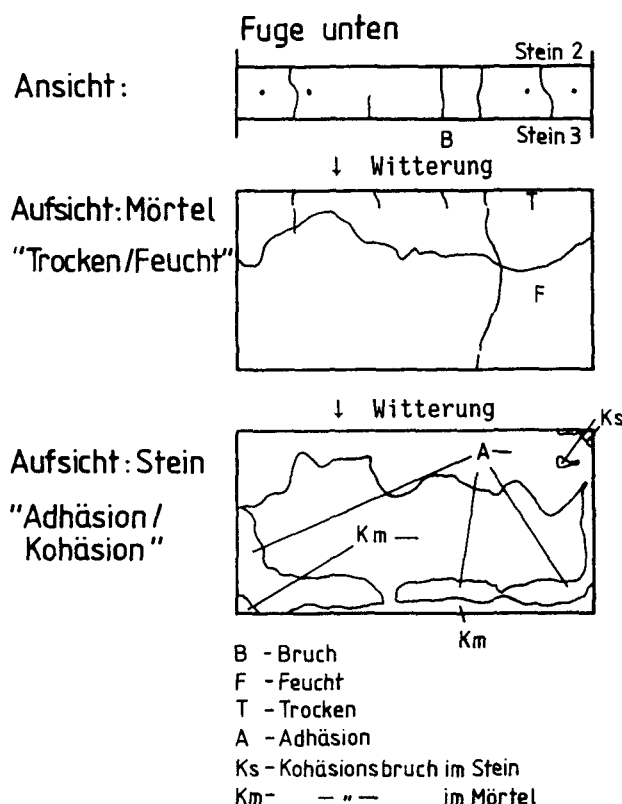 Fuge unten
Stein 2
Ansicht:
Stein 3
B
↓ Witterung
Aufsicht: Mörtel
T
"Trocken/Feucht"
F
↓ Witterung
Ks
Aufsicht: Stein
A
"Adhäsion/
Kohäsion"
Km
Km
B - Bruch
F - Feucht
T - Trocken
A - Adhäsion
Ks - Kohäsionsbruch im Stein
Km - — " — im Mörtel